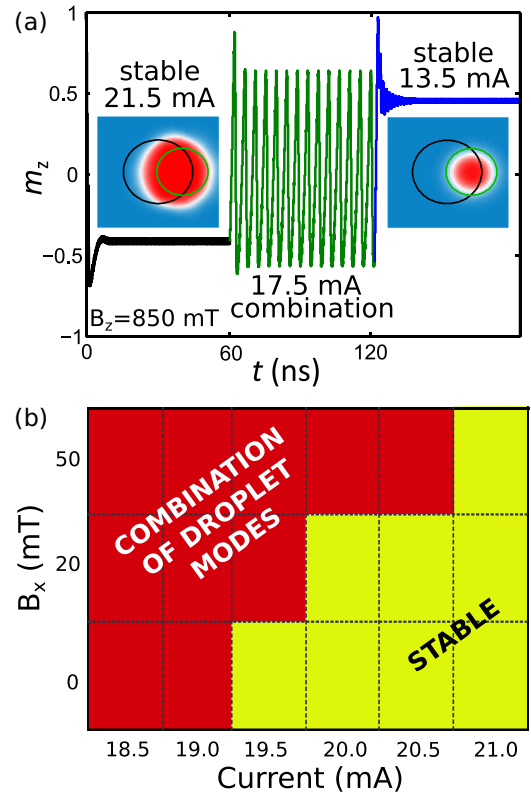 (a)
1
0.5
0
−0.5
−1
m_z
stable
21.5 mA
stable
13.5 mA
17.5 mA
combination
B_z=850 mT
0
60
120
t (ns)
(b)
50
20
0
B_x (mT)
COMBINATION
OF DROPLET
MODES
STABLE
18.5 19.0 19.5 20.0 20.5 21.0
Current (mA)